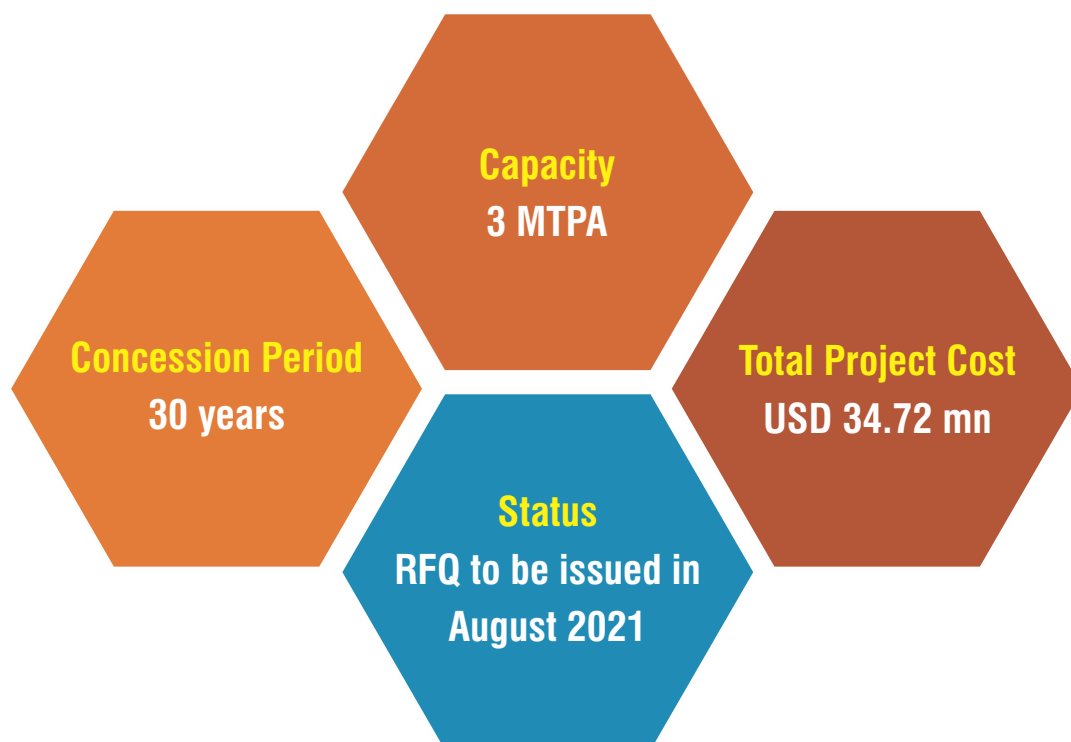 Capacity
3 MTPA
Concession Period
30 years
Total Project Cost
USD 34.72 mn
Status
RFQ to be issued in
August 2021